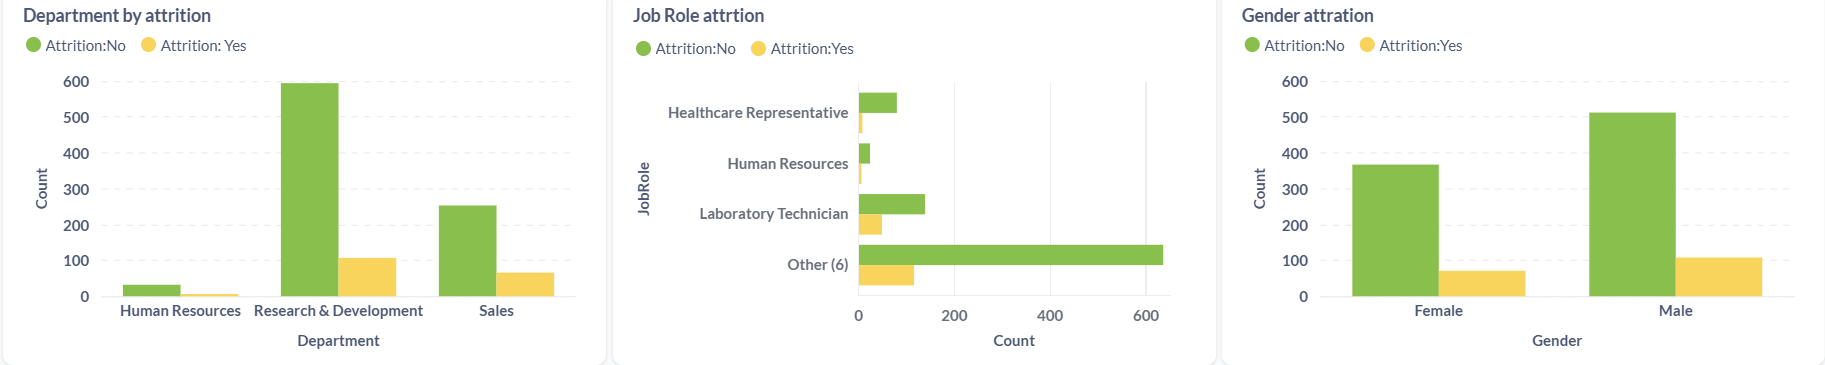 Department by attrition
Attrition:No
Attrition: Yes
600
500
400
300
200
100
0
Count
Human Resources
Research & Development
Sales
Department
Job Role attrtion
Attrition:No
Attrition:Yes
JobRole
Healthcare Representative
Human Resources
Laboratory Technician
Other (6)
0
200
400
600
Count
Gender attration
Attrition:No
Attrition:Yes
600
500
400
300
200
100
0
Count
Female
Male
Gender